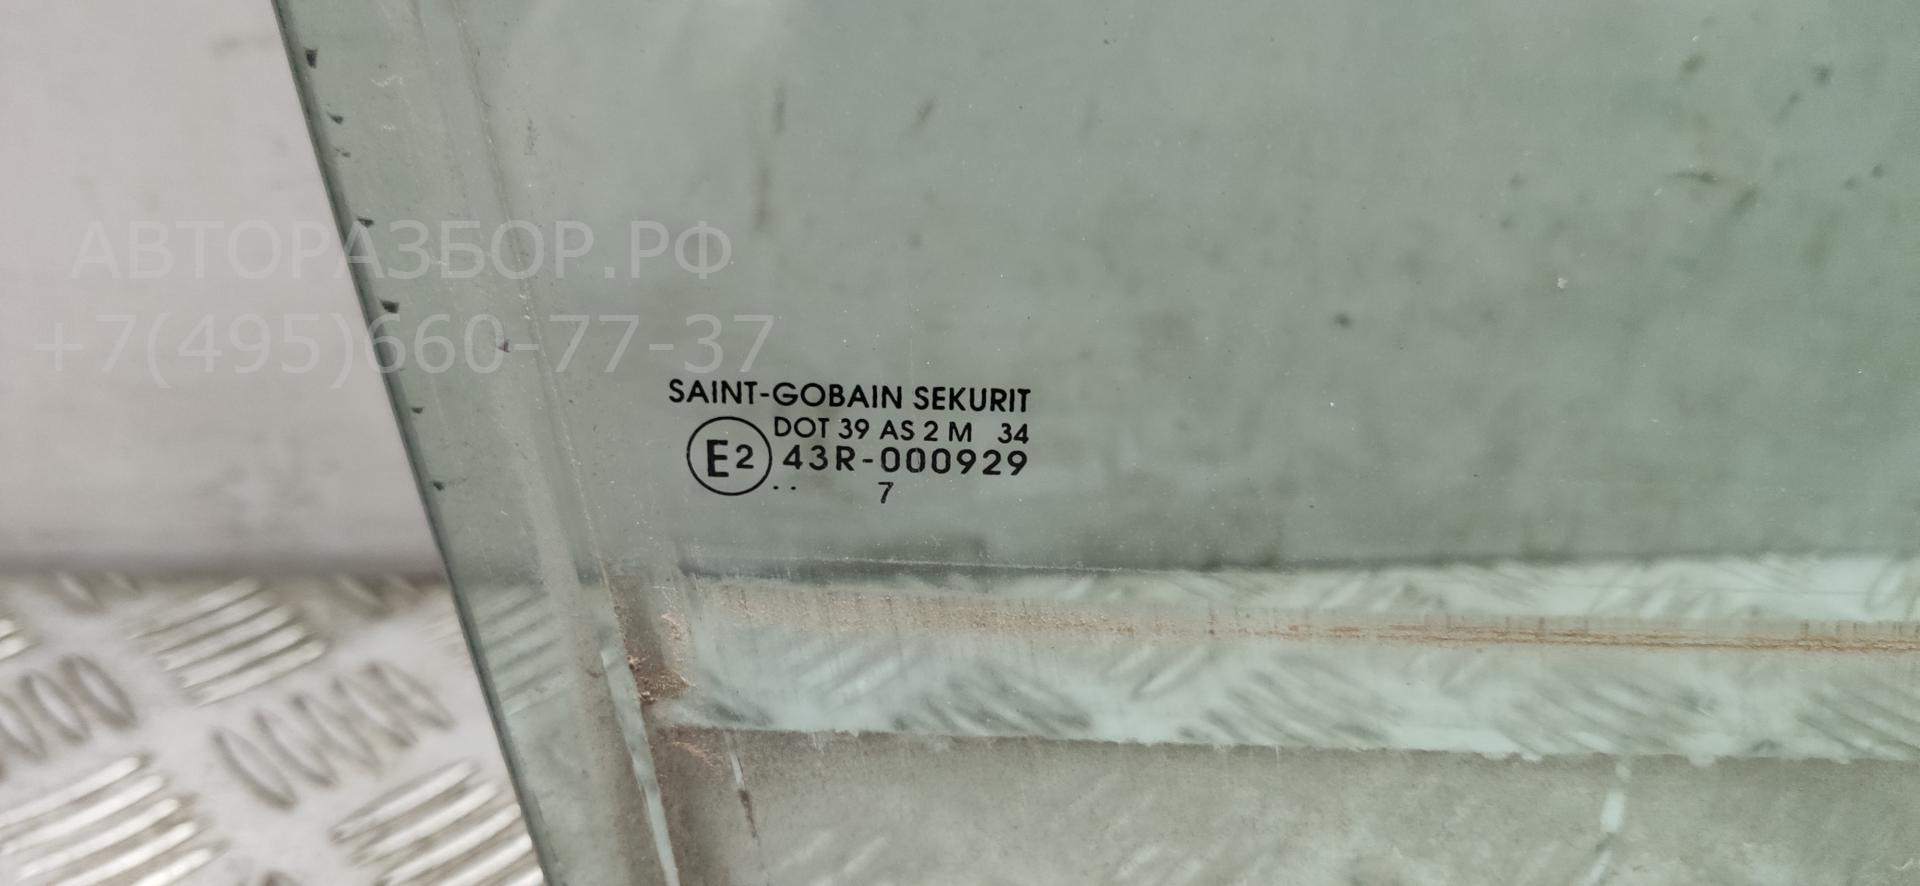 АВТОРАЗБОР.РФ
+7(495)660-77-37
SAINT-GOBAIN SEKURIT
DOT 39 AS 2 M 34
E2 43R-000929
. . 7